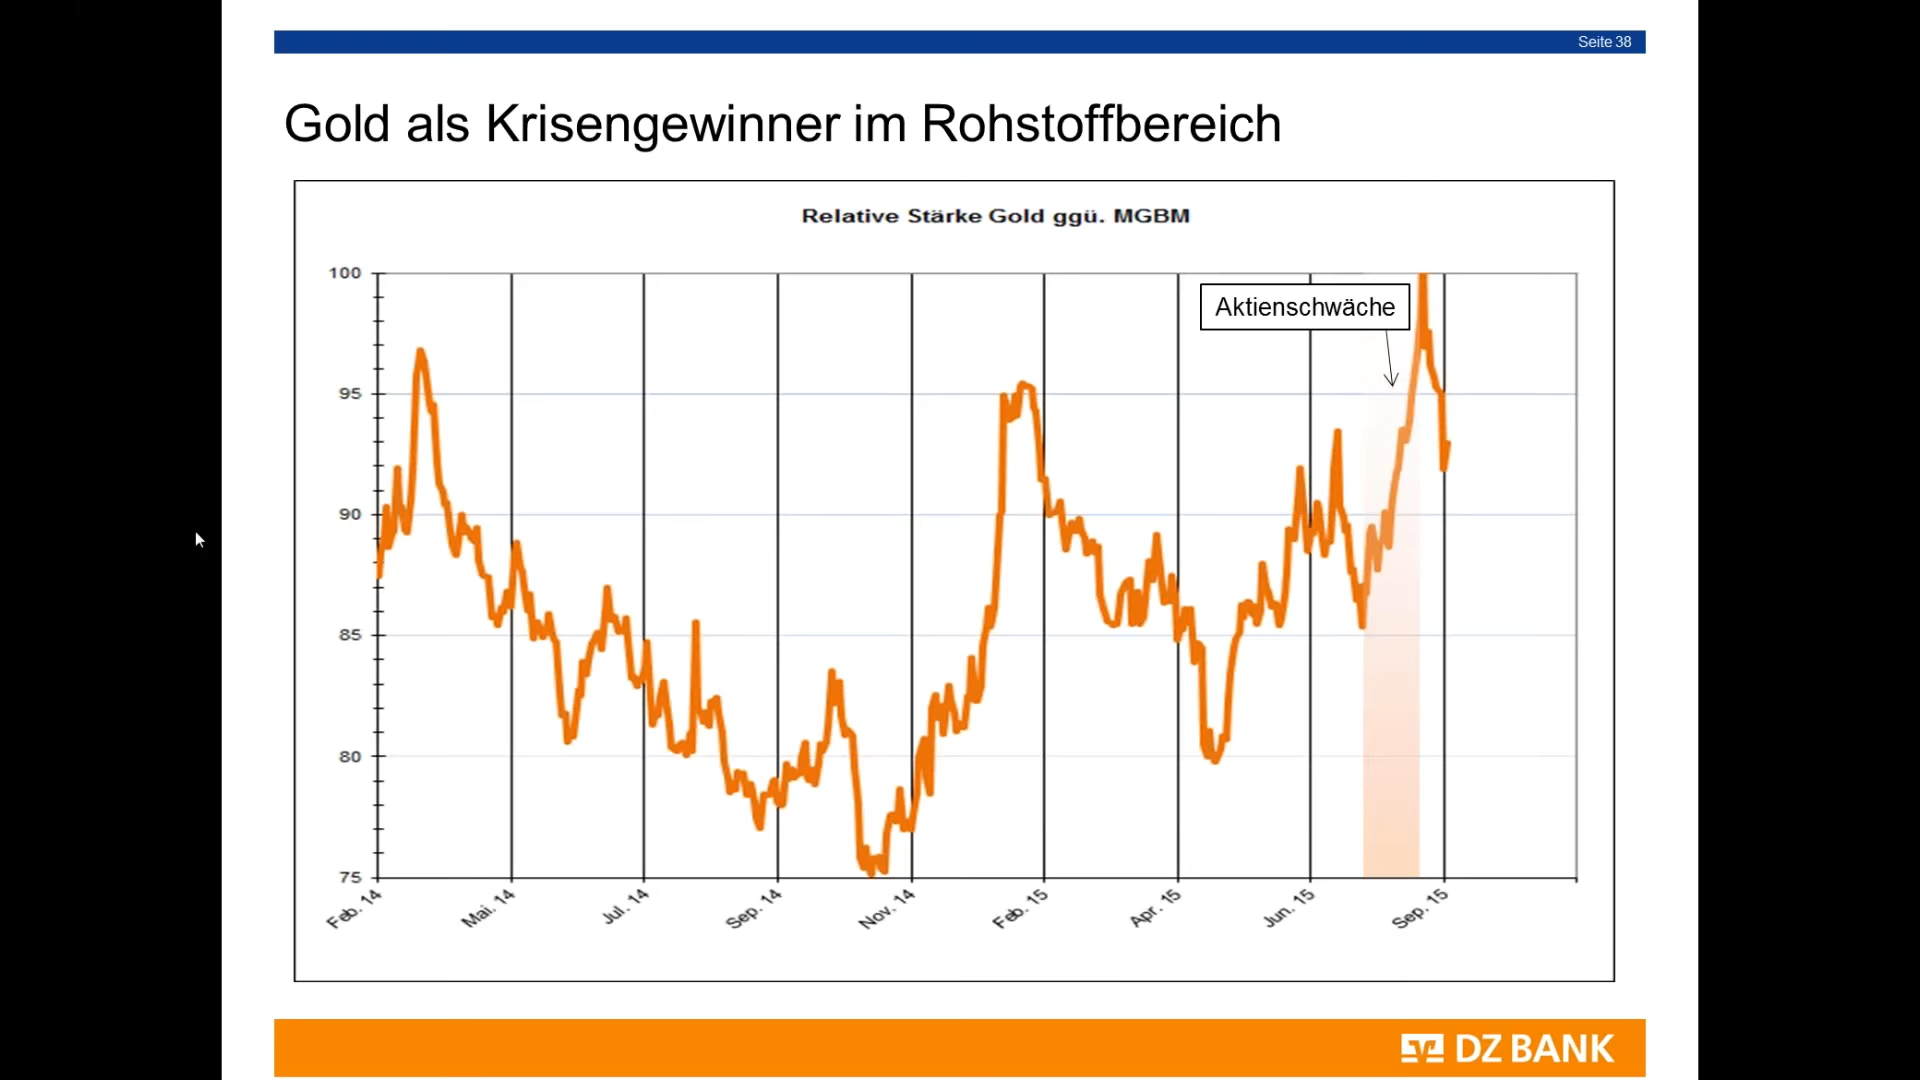 Seite 38
Gold als Krisengewinner im Rohstoffbereich
Relative Stärke Gold ggü. MGBM
Aktienschwäche
100
95
90
85
80
75
Feb. 14
Mai. 14
Jul. 14
Sep. 14
Nov. 14
Feb. 15
Apr. 15
Jun. 15
Sep. 15
DZ BANK